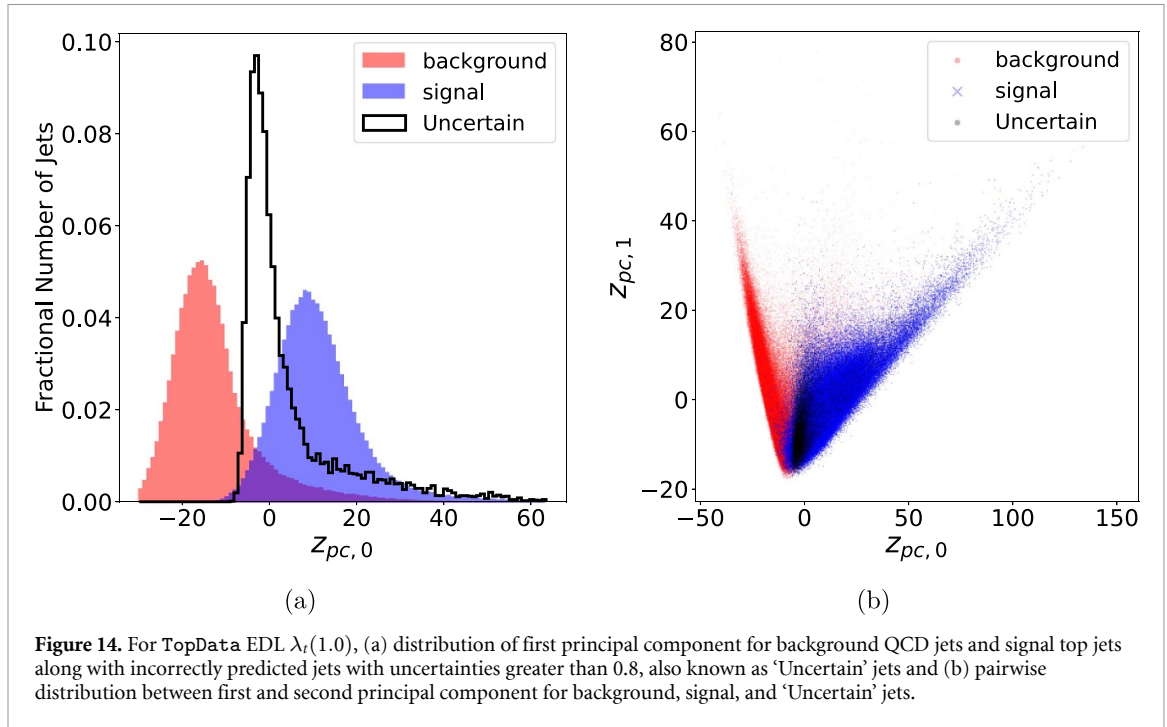 0.10
0.08
0.06
0.04
0.02
0.00
Fractional Number of Jets
background
signal
Uncertain
−20
0
20
40
60
z_{pc, 0}
(a)
80
60
40
20
0
−20
z_{pc, 1}
background
signal
Uncertain
−50
0
50
100
150
z_{pc, 0}
(b)
Figure 14. For TopData EDL λ_t(1.0), (a) distribution of first principal component for background QCD jets and signal top jets
along with incorrectly predicted jets with uncertainties greater than 0.8, also known as ‘Uncertain’ jets and (b) pairwise
distribution between first and second principal component for background, signal, and ‘Uncertain’ jets.